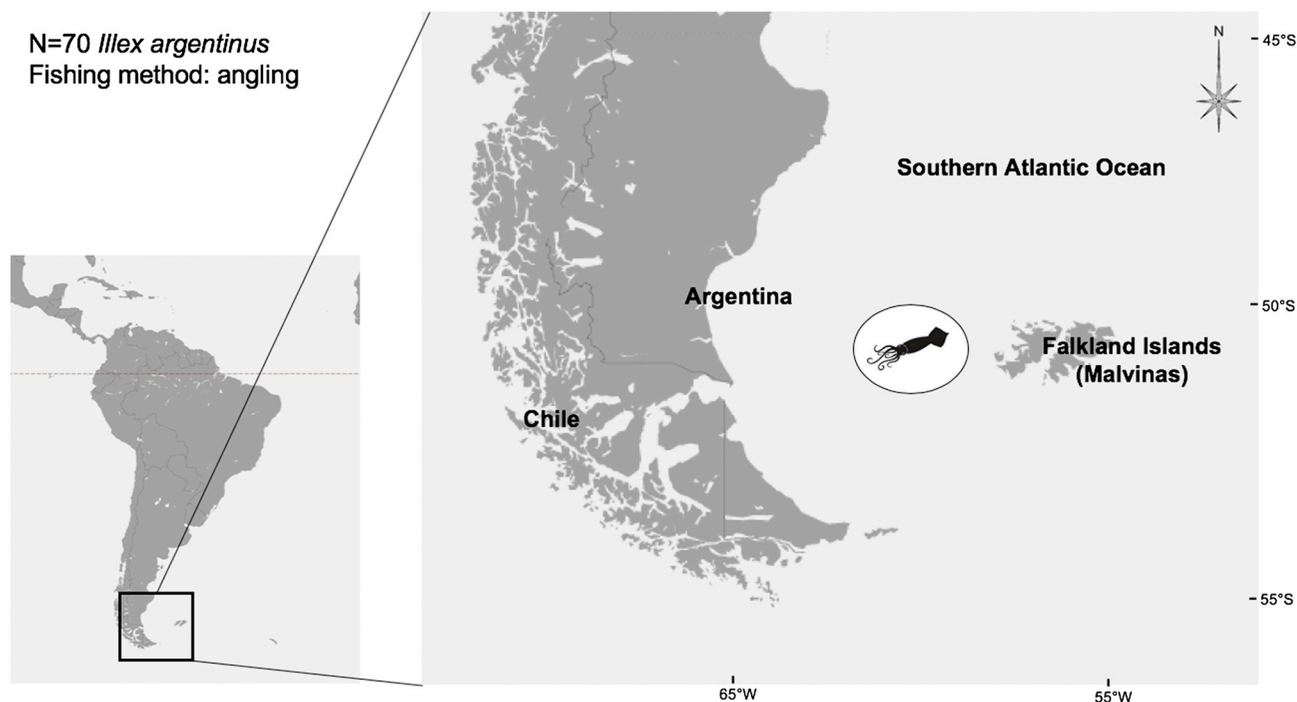 N=70 Illex argentinus
Fishing method: angling
N
45°S
Southern Atlantic Ocean
Argentina
50°S
Falkland Islands
(Malvinas)
Chile
55°S
65°W
55°W